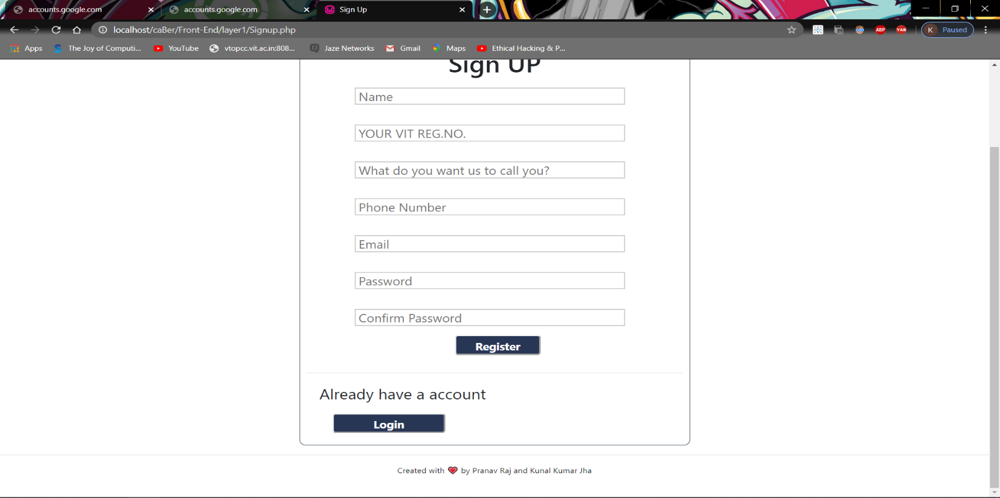 accounts.google.com accounts.google.com Sign Up
localhost/caBer/Front-End/layer1/Signup.php ABP YAB K Paused
Apps The Joy of Computi... YouTube vtopcc.vit.ac.in:808... Jaze Networks Gmail Maps Ethical Hacking & P...
Sign UP
Name
YOUR VIT REG.NO.
What do you want us to call you?
Phone Number
Email
Password
Confirm Password
Register
Already have a account
Login
Created with ❤ by Pranav Raj and Kunal Kumar Jha